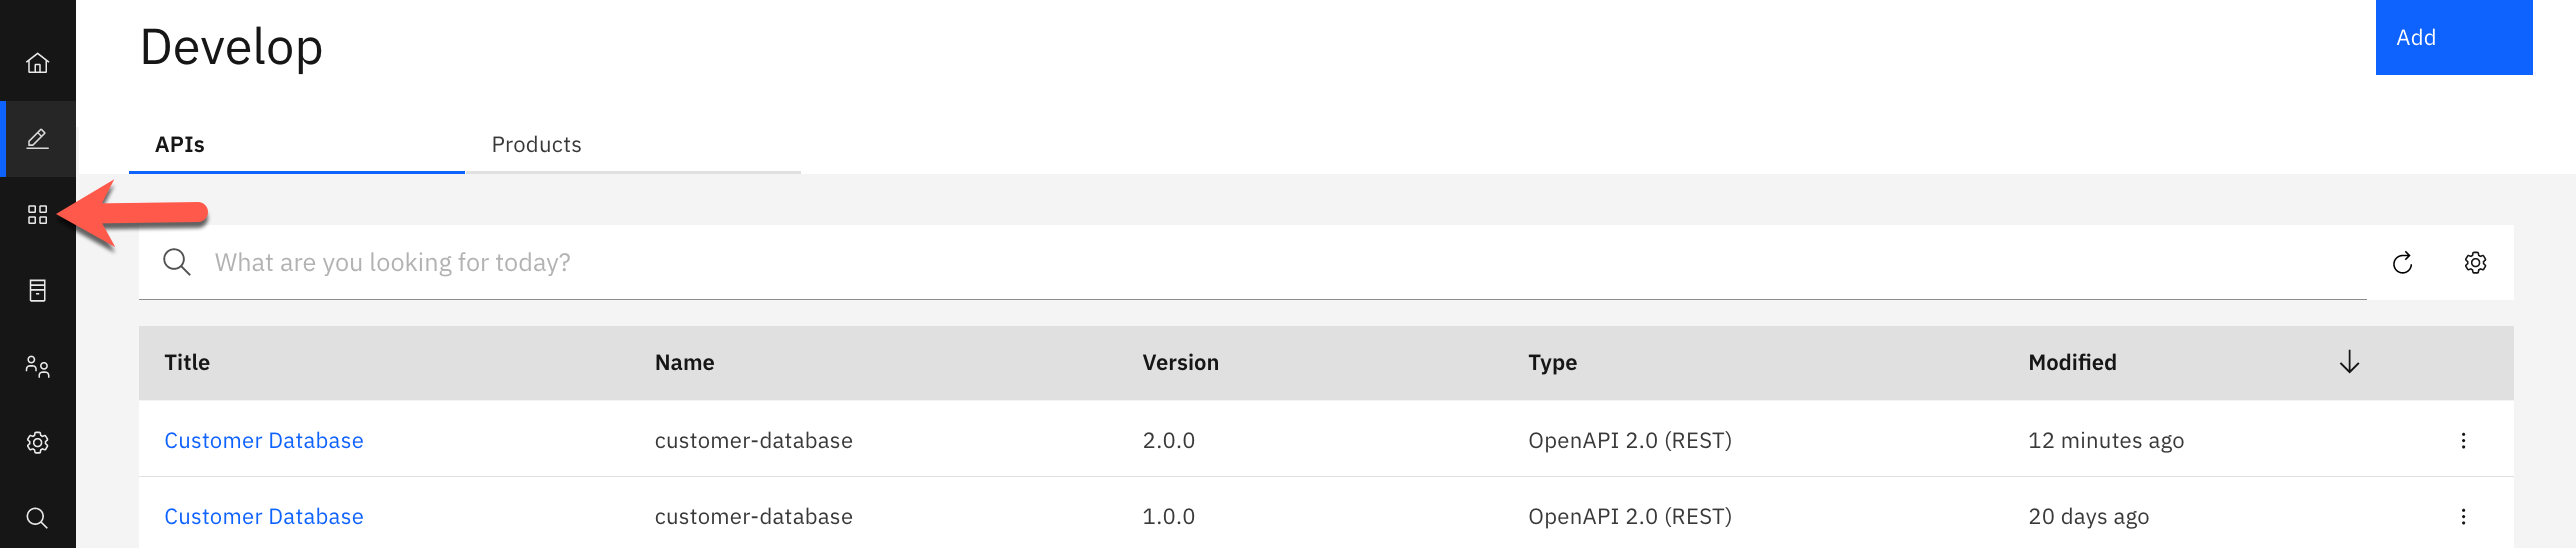 Develop
Add
APIs Products
What are you looking for today?
Title Name Version Type Modified
Customer Database customer-database 2.0.0 OpenAPI 2.0 (REST) 12 minutes ago
Customer Database customer-database 1.0.0 OpenAPI 2.0 (REST) 20 days ago